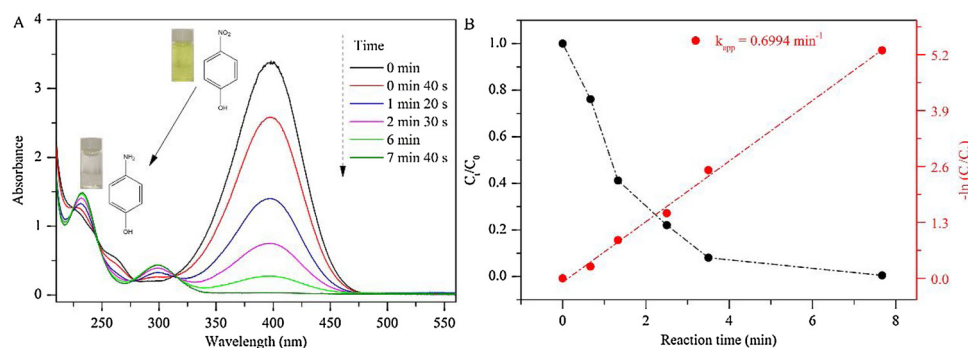 A
4
3
2
1
0
Absorbance
250
300
350
400
450
500
550
Wavelength (nm)
NO₂
OH
NH₂
OH
Time
0 min
0 min 40 s
1 min 20 s
2 min 30 s
6 min
7 min 40 s
B
1.0
0.8
0.6
0.4
0.2
0.0
Cₜ/C₀
0
2
4
6
8
Reaction time (min)
kₐₚₚ = 0.6994 min⁻¹
5.2
3.9
2.6
1.3
0.0